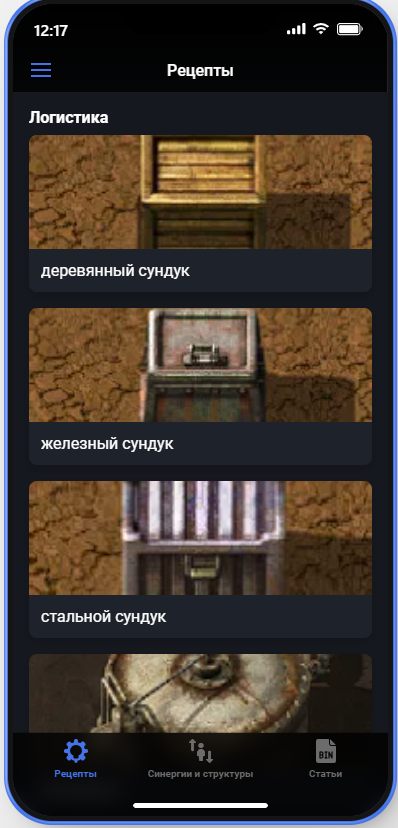 12:17
Рецепты
Логистика
деревянный сундук
железный сундук
стальной сундук
BIN
Рецепты
Синергии и структуры
Статьи